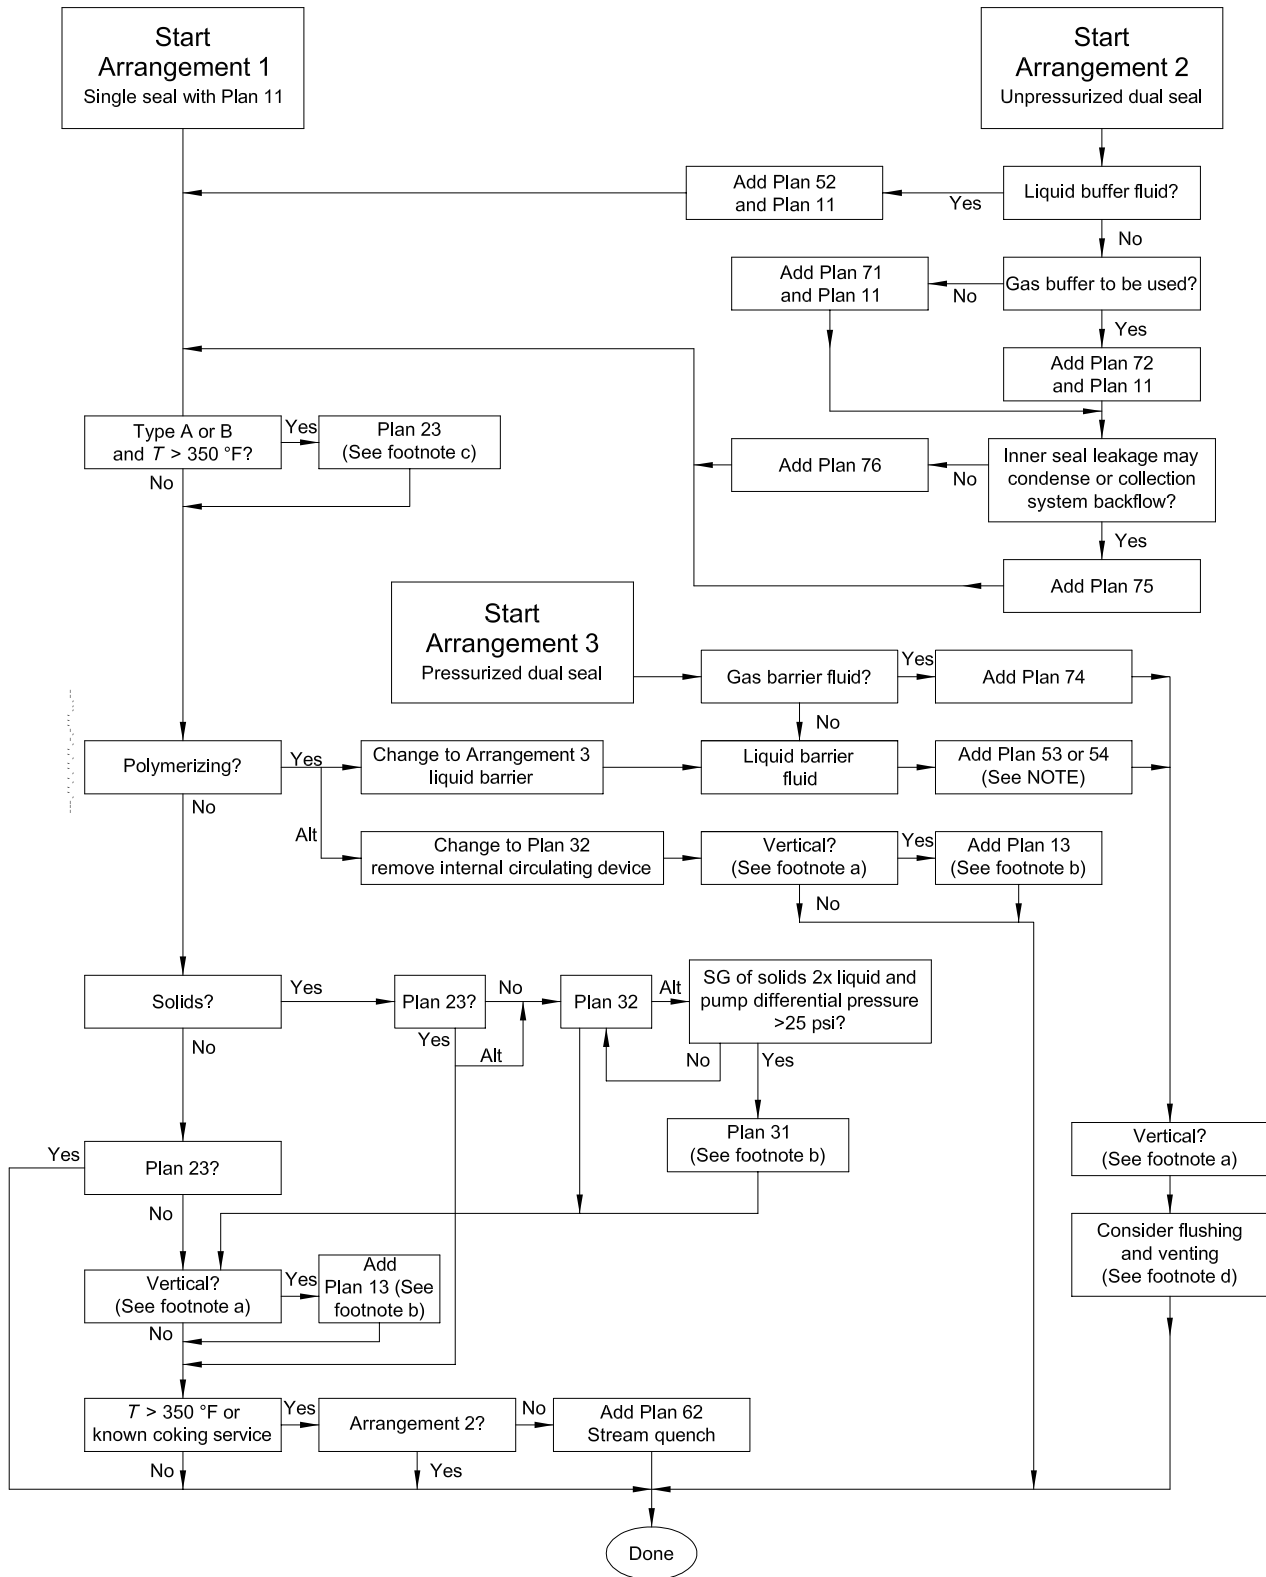 Start
Arrangement 1
Single seal with Plan 11
Start
Arrangement 2
Unpressurized dual seal
Add Plan 52
and Plan 11
Yes
Liquid buffer fluid?
No
Add Plan 71
and Plan 11
No
Gas buffer to be used?
Yes
Add Plan 72
and Plan 11
Type A or B
and T > 350 °F?
Yes
Plan 23
(See footnote c)
No
Add Plan 76
No
Inner seal leakage may
condense or collection
system backflow?
Yes
Add Plan 75
Start
Arrangement 3
Pressurized dual seal
Gas barrier fluid?
Yes
Add Plan 74
No
Polymerizing?
Yes
Change to Arrangement 3
liquid barrier
Liquid barrier
fluid
Add Plan 53 or 54
(See NOTE)
No
Alt
Change to Plan 32
remove internal circulating device
Vertical?
(See footnote a)
Yes
Add Plan 13
(See footnote b)
No
Solids?
Yes
Plan 23?
No
Plan 32
Alt
SG of solids 2x liquid and
pump differential pressure
>25 psi?
No
Yes
Alt
No
Yes
Plan 31
(See footnote b)
Yes
Plan 23?
No
Vertical?
(See footnote a)
Consider flushing
and venting
(See footnote d)
Vertical?
(See footnote a)
Yes
Add
Plan 13 (See
footnote b)
No
T > 350 °F or
known coking service
Yes
Arrangement 2?
No
Add Plan 62
Stream quench
No
Yes
Done